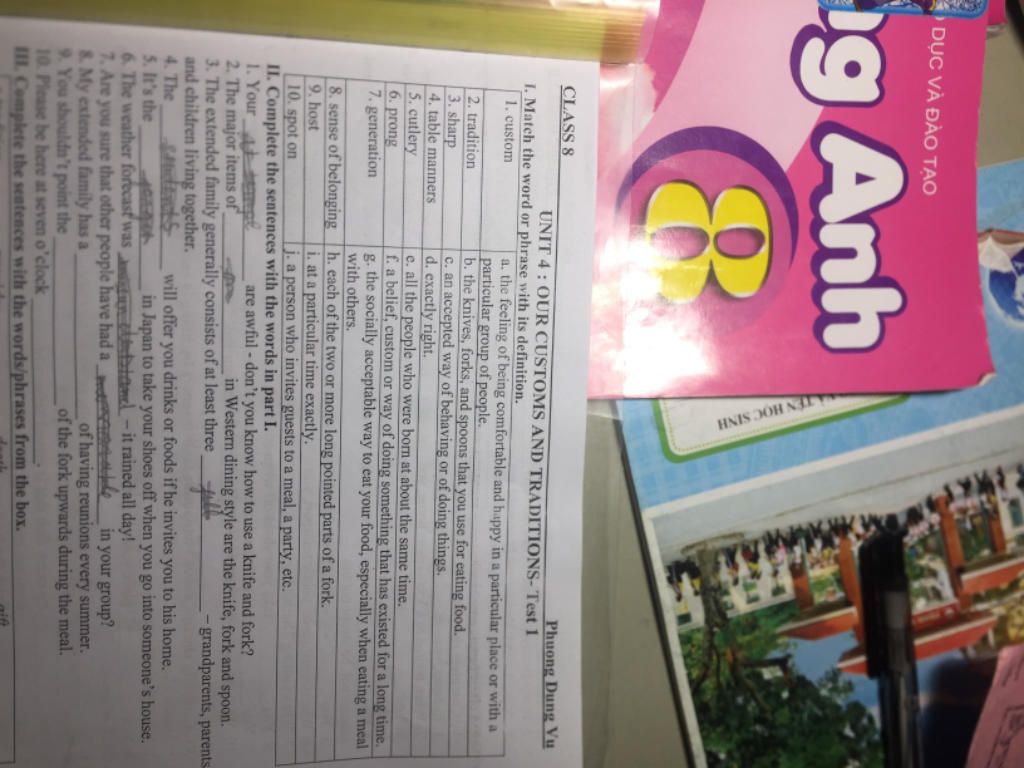 DỤC VÀ ĐÀO TẠO
ng Anh
8
VÀ TÊN HỌC SINH
CLASS 8
Phuong Dung Vu
UNIT 4 : OUR CUSTOMS AND TRADITIONS- Test 1
I. Match the word or phrase with its definition.
1. custom a. the feeling of being comfortable and happy in a particular place or with a
particular group of people.
2. tradition b. the knives, forks, and spoons that you use for eating food.
3. sharp c. an accepted way of behaving or of doing things.
4. table manners d. exactly right.
5. cutlery e. all the people who were born at about the same time.
6. prong f. a belief, custom or way of doing something that has existed for a long time.
7. generation g. the socially acceptable way to eat your food, especially when eating a meal
with others.
8. sense of belonging h. each of the two or more long pointed parts of a fork.
9. host i. at a particular time exactly.
10. spot on j. a person who invites guests to a meal, a party, etc.
II. Complete the sentences with the words in part I.
1. Your ________ are awful - don't you know how to use a knife and fork?
2. The major items of ________ in Western dining style are the knife, fork and spoon.
3. The extended family generally consists of at least three ________ – grandparents, parents
and children living together.
4. The ________ will offer you drinks or foods if he invites you to his home.
5. It's the ________ in Japan to take your shoes off when you go into someone's house.
6. The weather forecast was ________ – it rained all day!
7. Are you sure that other people have had a ________ in your group?
8. My extended family has a ________ of having reunions every summer.
9. You shouldn't point the ________ of the fork upwards during the meal.
10. Please be here at seven o'clock ________.
III. Complete the sentences with the words/phrases from the box.
gift